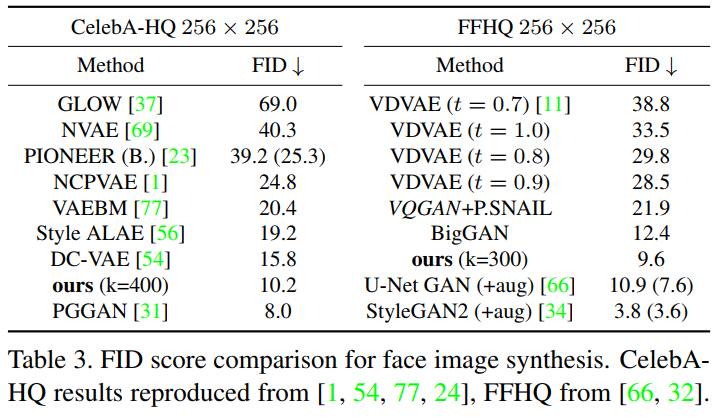 CelebA-HQ 256 × 256
Method FID ↓
GLOW [37] 69.0
NVAE [69] 40.3
PIONEER (B.) [23] 39.2 (25.3)
NCPVAE [1] 24.8
VAEBM [77] 20.4
Style ALAE [56] 19.2
DC-VAE [54] 15.8
ours (k=400) 10.2
PGGAN [31] 8.0
FFHQ 256 × 256
Method FID ↓
VDVAE (t = 0.7) [11] 38.8
VDVAE (t = 1.0) 33.5
VDVAE (t = 0.8) 29.8
VDVAE (t = 0.9) 28.5
VQGAN+P.SNAIL 21.9
BigGAN 12.4
ours (k=300) 9.6
U-Net GAN (+aug) [66] 10.9 (7.6)
StyleGAN2 (+aug) [34] 3.8 (3.6)
Table 3. FID score comparison for face image synthesis. CelebA-
HQ results reproduced from [1, 54, 77, 24], FFHQ from [66, 32].